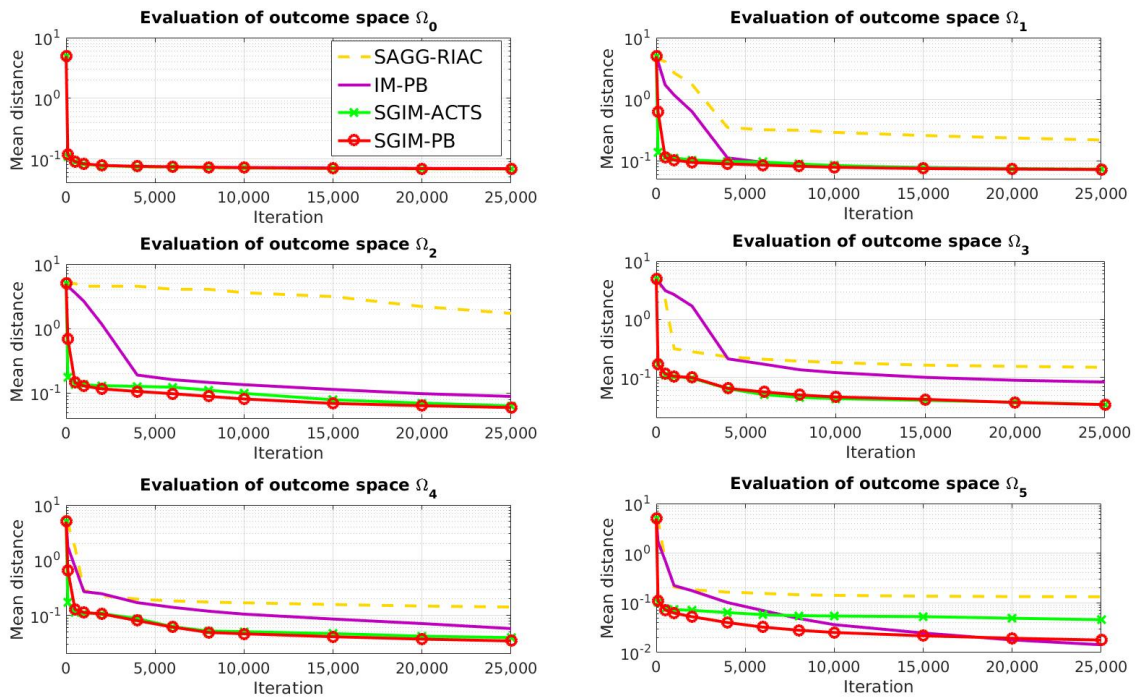 Evaluation of outcome space Ω0
10^1
10^0
10^-1
Mean distance
0 5,000 10,000 15,000 20,000 25,000
Iteration
SAGG-RIAC
IM-PB
SGIM-ACTS
SGIM-PB
Evaluation of outcome space Ω1
10^1
10^0
10^-1
Mean distance
0 5,000 10,000 15,000 20,000 25,000
Iteration
Evaluation of outcome space Ω2
10^1
10^0
10^-1
Mean distance
0 5,000 10,000 15,000 20,000 25,000
Iteration
Evaluation of outcome space Ω3
10^1
10^0
10^-1
Mean distance
0 5,000 10,000 15,000 20,000 25,000
Iteration
Evaluation of outcome space Ω4
10^1
10^0
10^-1
Mean distance
0 5,000 10,000 15,000 20,000 25,000
Iteration
Evaluation of outcome space Ω5
10^1
10^0
10^-1
10^-2
Mean distance
0 5,000 10,000 15,000 20,000 25,000
Iteration